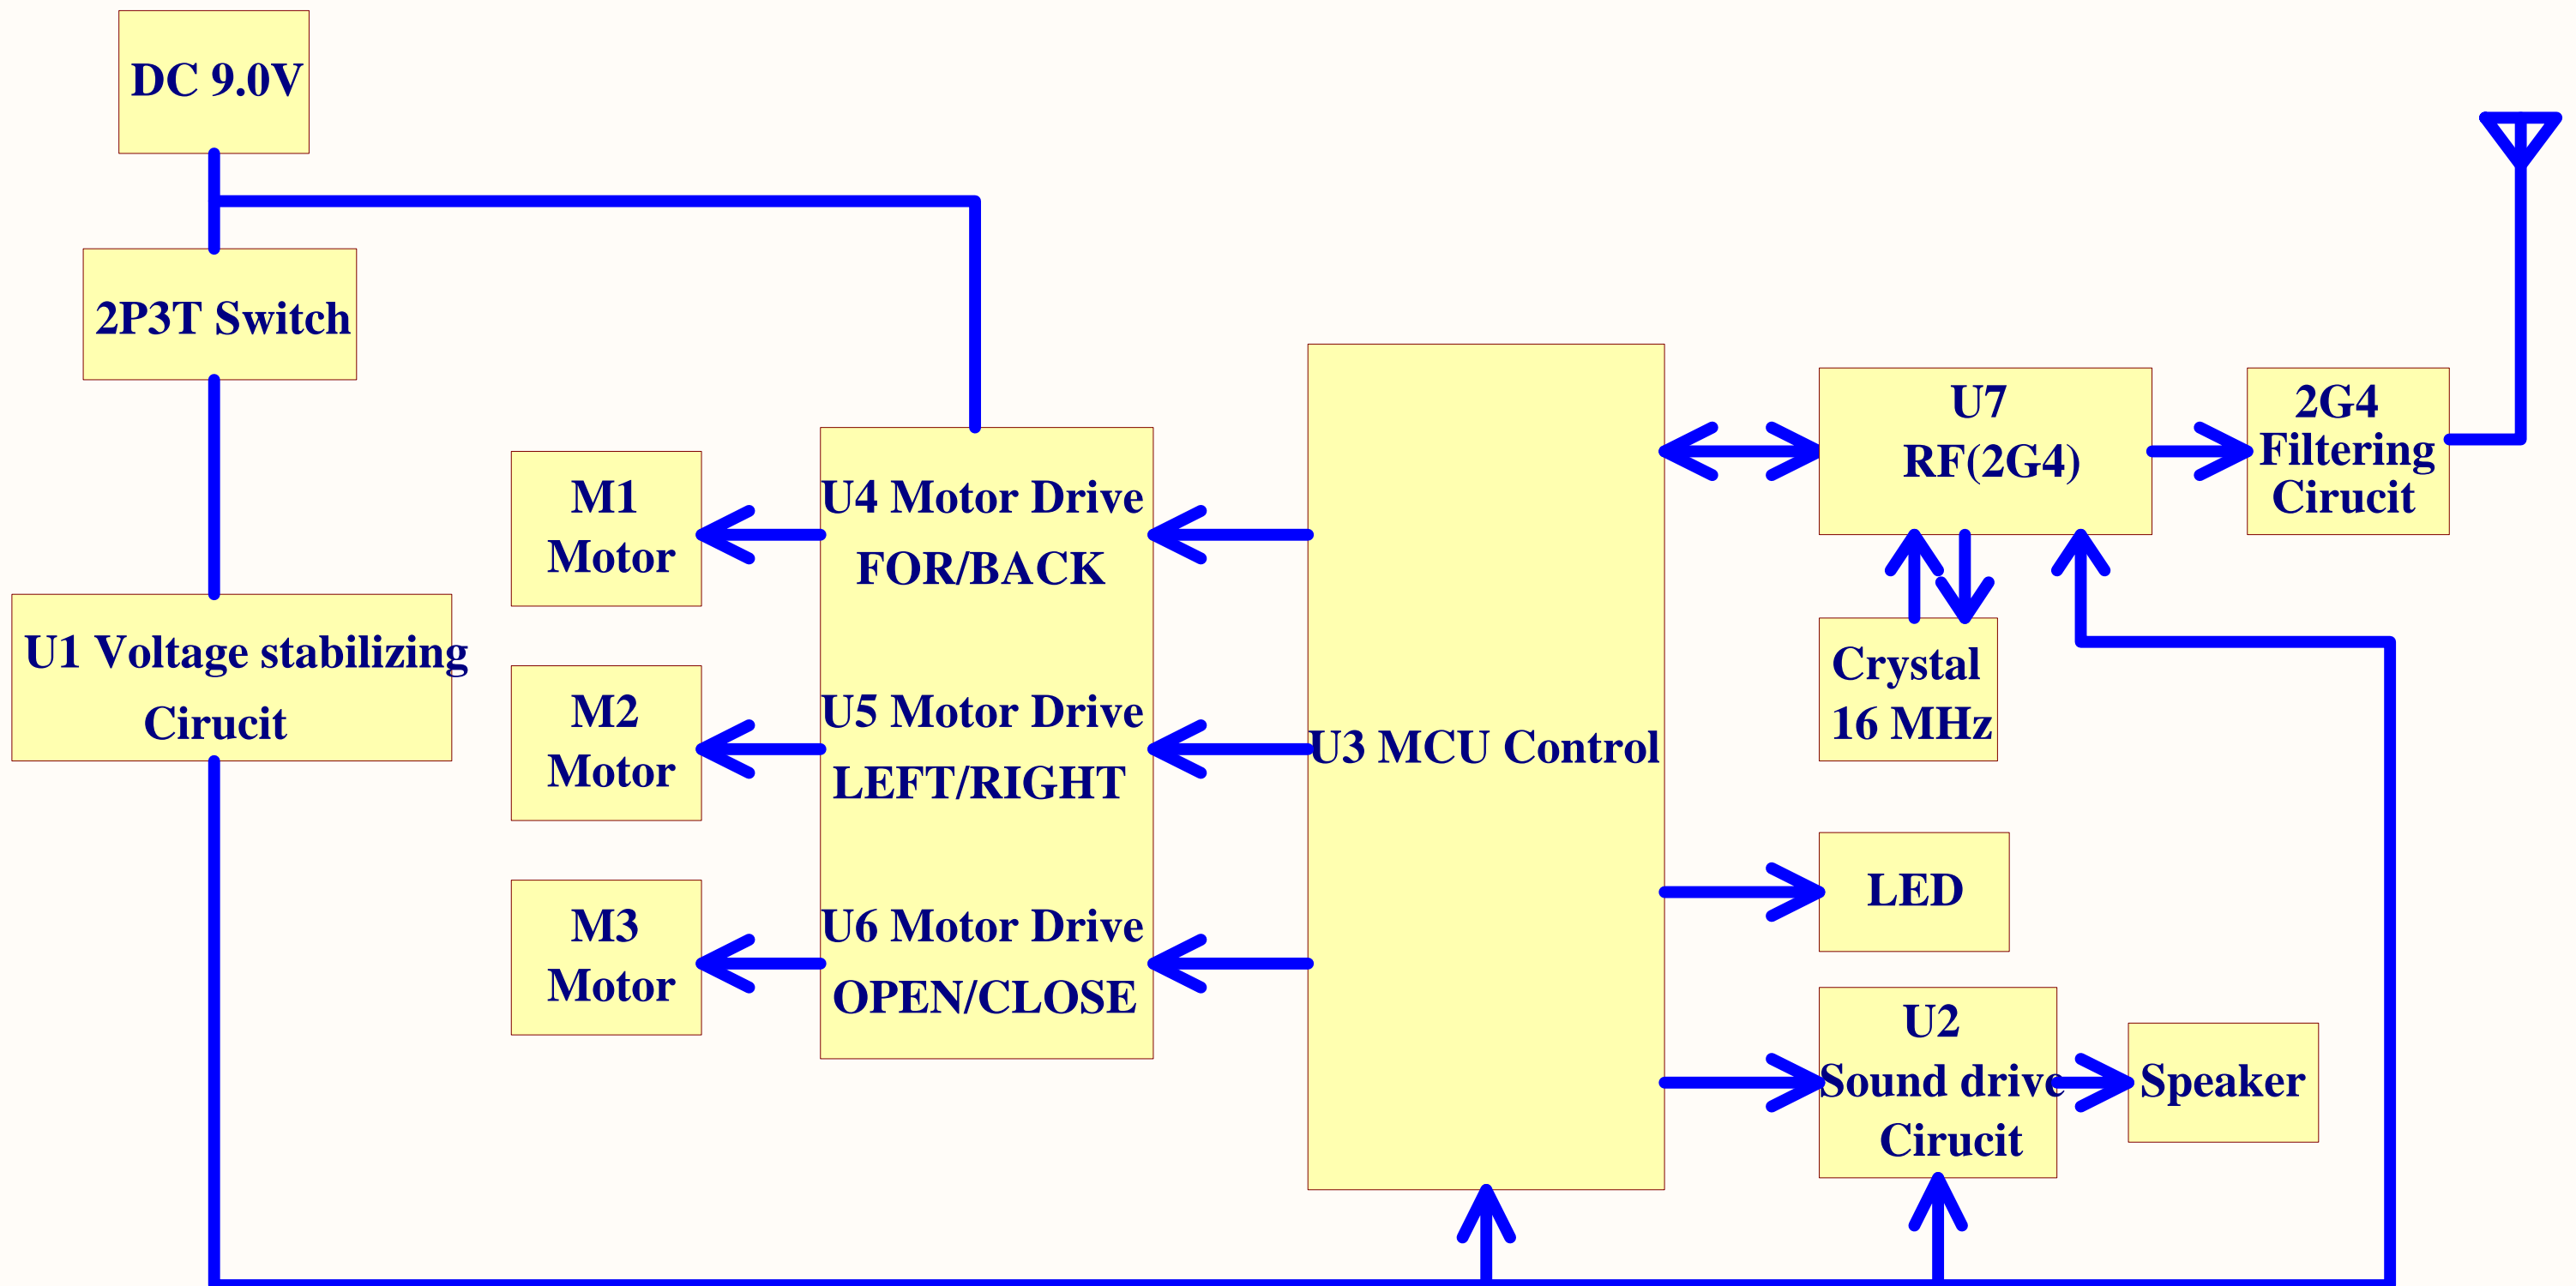 DC 9.0V
2P3T Switch
U1 Voltage stabilizing
Cirucit
M1
Motor
M2
Motor
M3
Motor
U4 Motor Drive
FOR/BACK
U5 Motor Drive
LEFT/RIGHT
U6 Motor Drive
OPEN/CLOSE
U3 MCU Control
U7
RF(2G4)
2G4
Filtering
Cirucit
Crystal
16 MHz
LED
U2
Sound drive
Cirucit
Speaker